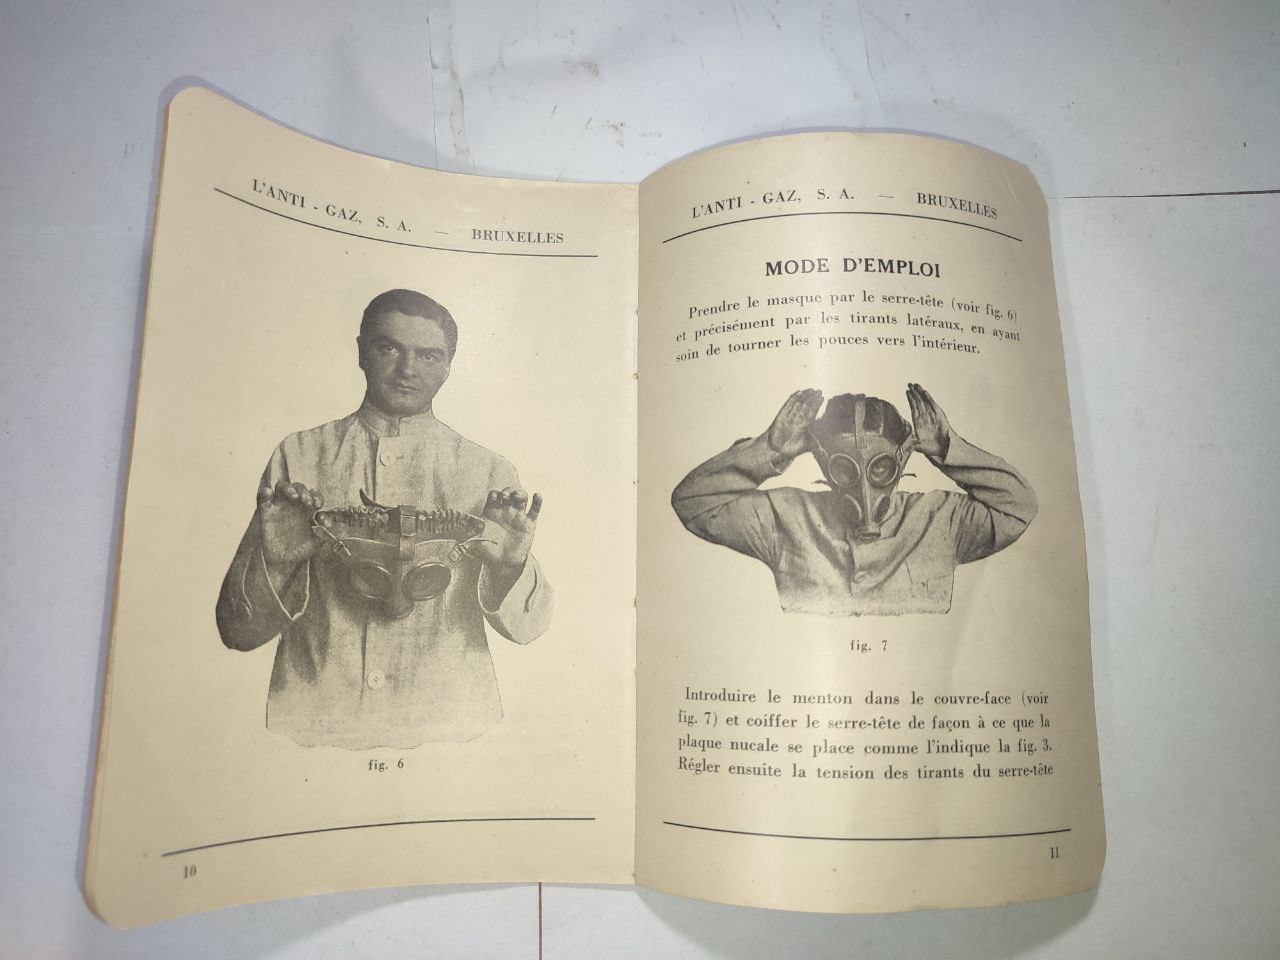 L'ANTI - GAZ, S. A. — BRUXELLES
fig. 6
10
L'ANTI - GAZ, S. A. — BRUXELLES
MODE D'EMPLOI
Prendre le masque par le serre-tête (voir fig. 6)
et précisément par les tirants latéraux, en ayant
soin de tourner les pouces vers l'intérieur.
fig. 7
Introduire le menton dans le couvre-face (voir
fig. 7) et coiffer le serre-tête de façon à ce que la
plaque nucale se place comme l'indique la fig. 3.
Régler ensuite la tension des tirants du serre-tête
11